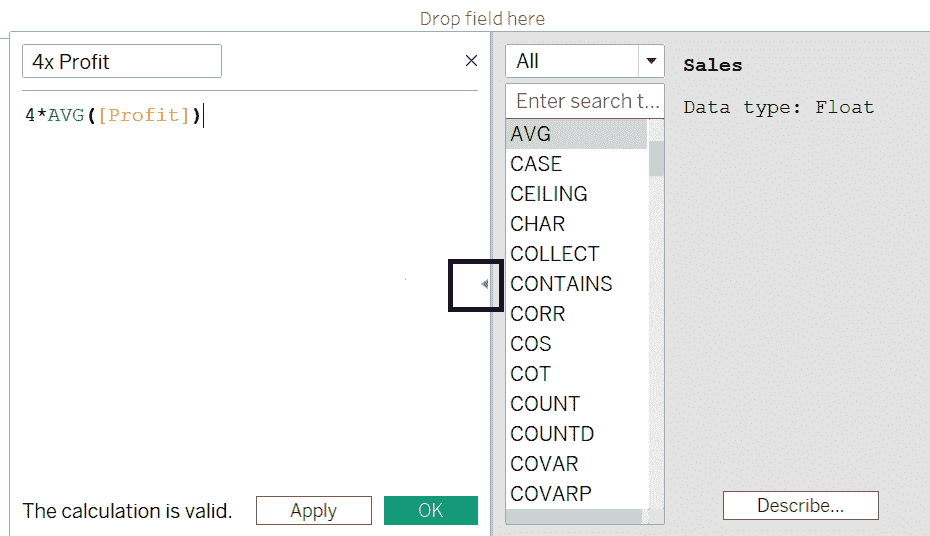 Drop field here
4x Profit
4*AVG([Profit])
The calculation is valid.
Apply
OK
All
Enter search t...
AVG
CASE
CEILING
CHAR
COLLECT
CONTAINS
CORR
COS
COT
COUNT
COUNTD
COVAR
COVARP
Sales
Data type: Float
Describe...